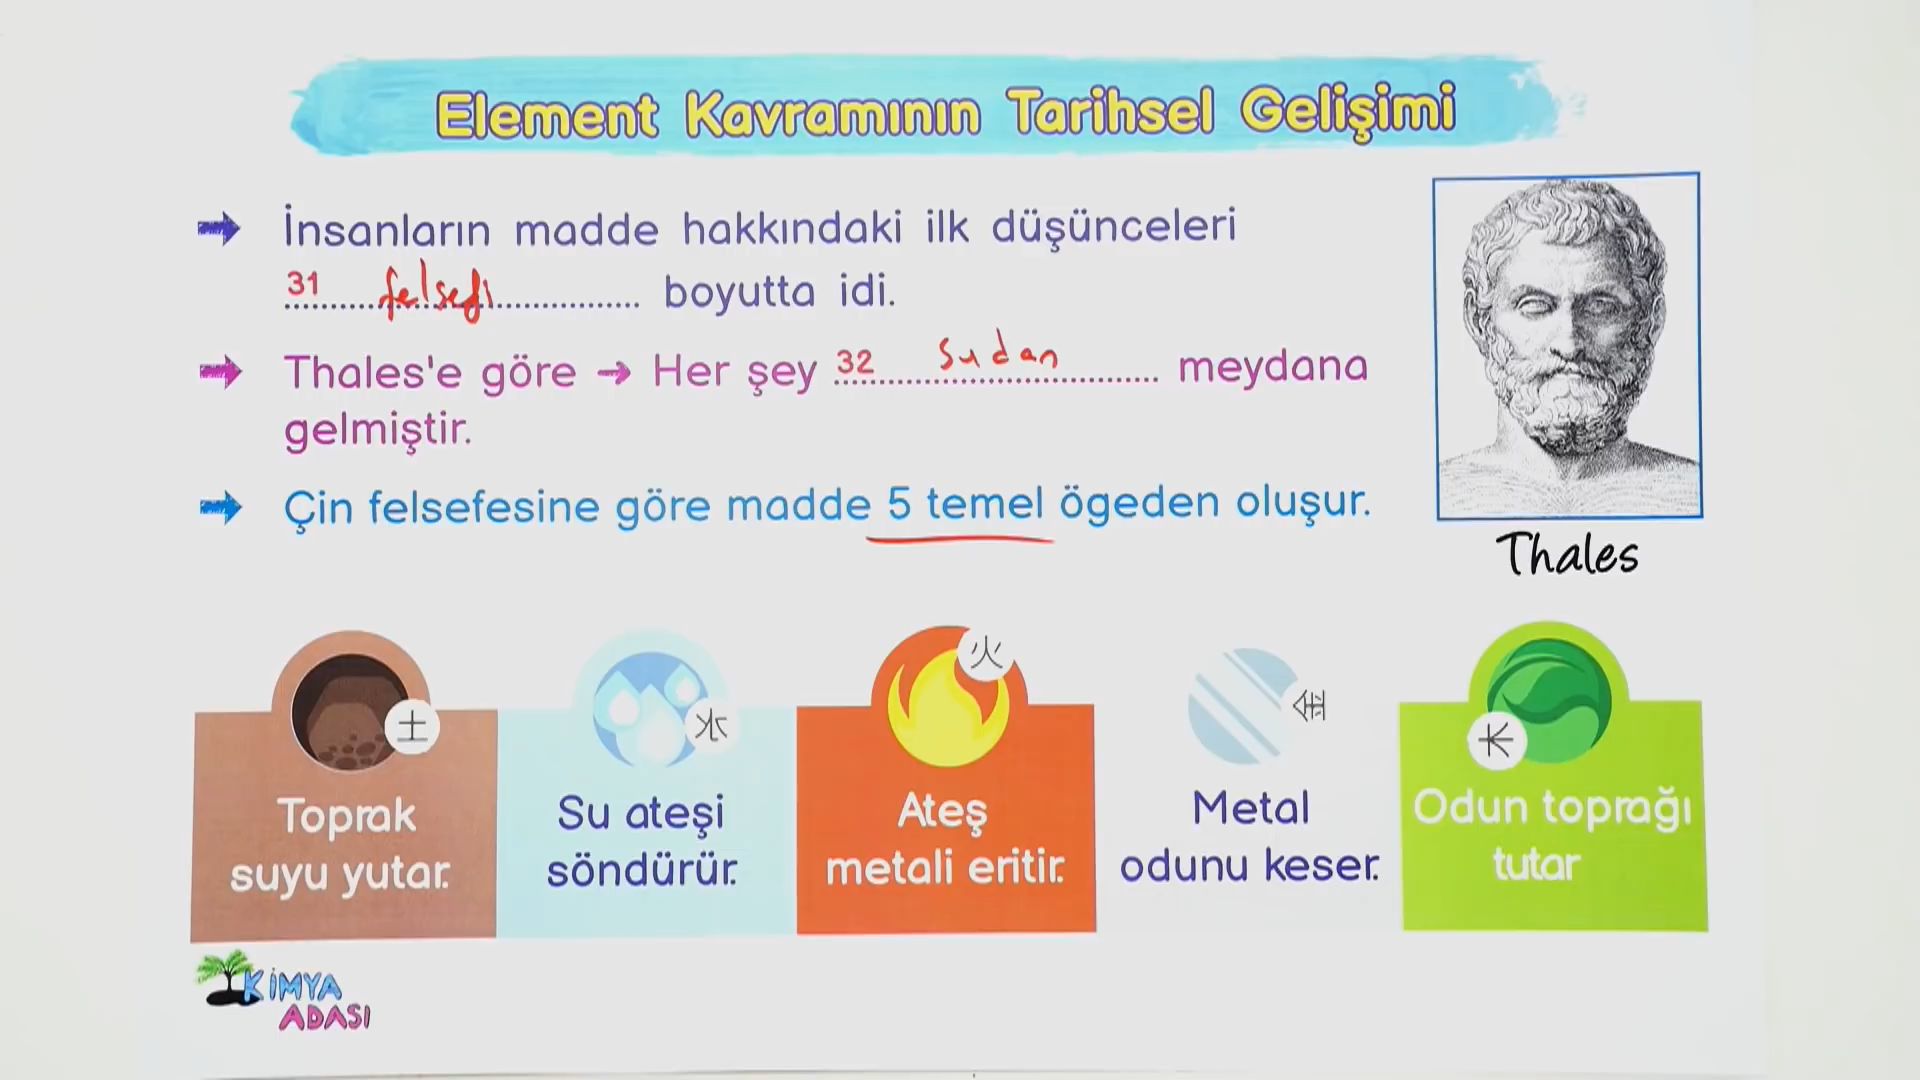 Element Kavramının Tarihsel Gelişimi
İnsanların madde hakkındaki ilk düşünceleri
31 felsefi boyutta idi.
Thales'e göre → Her şey 32 sudan meydana
gelmiştir.
Çin felsefesine göre madde 5 temel ögeden oluşur.
Thales
土
水
火
木
Toprak
suyu yutar.
Su ateşi
söndürür.
Ateş
metali eritir.
Metal
odunu keser.
Odun toprağı
tutar
KİMYA
ADASI